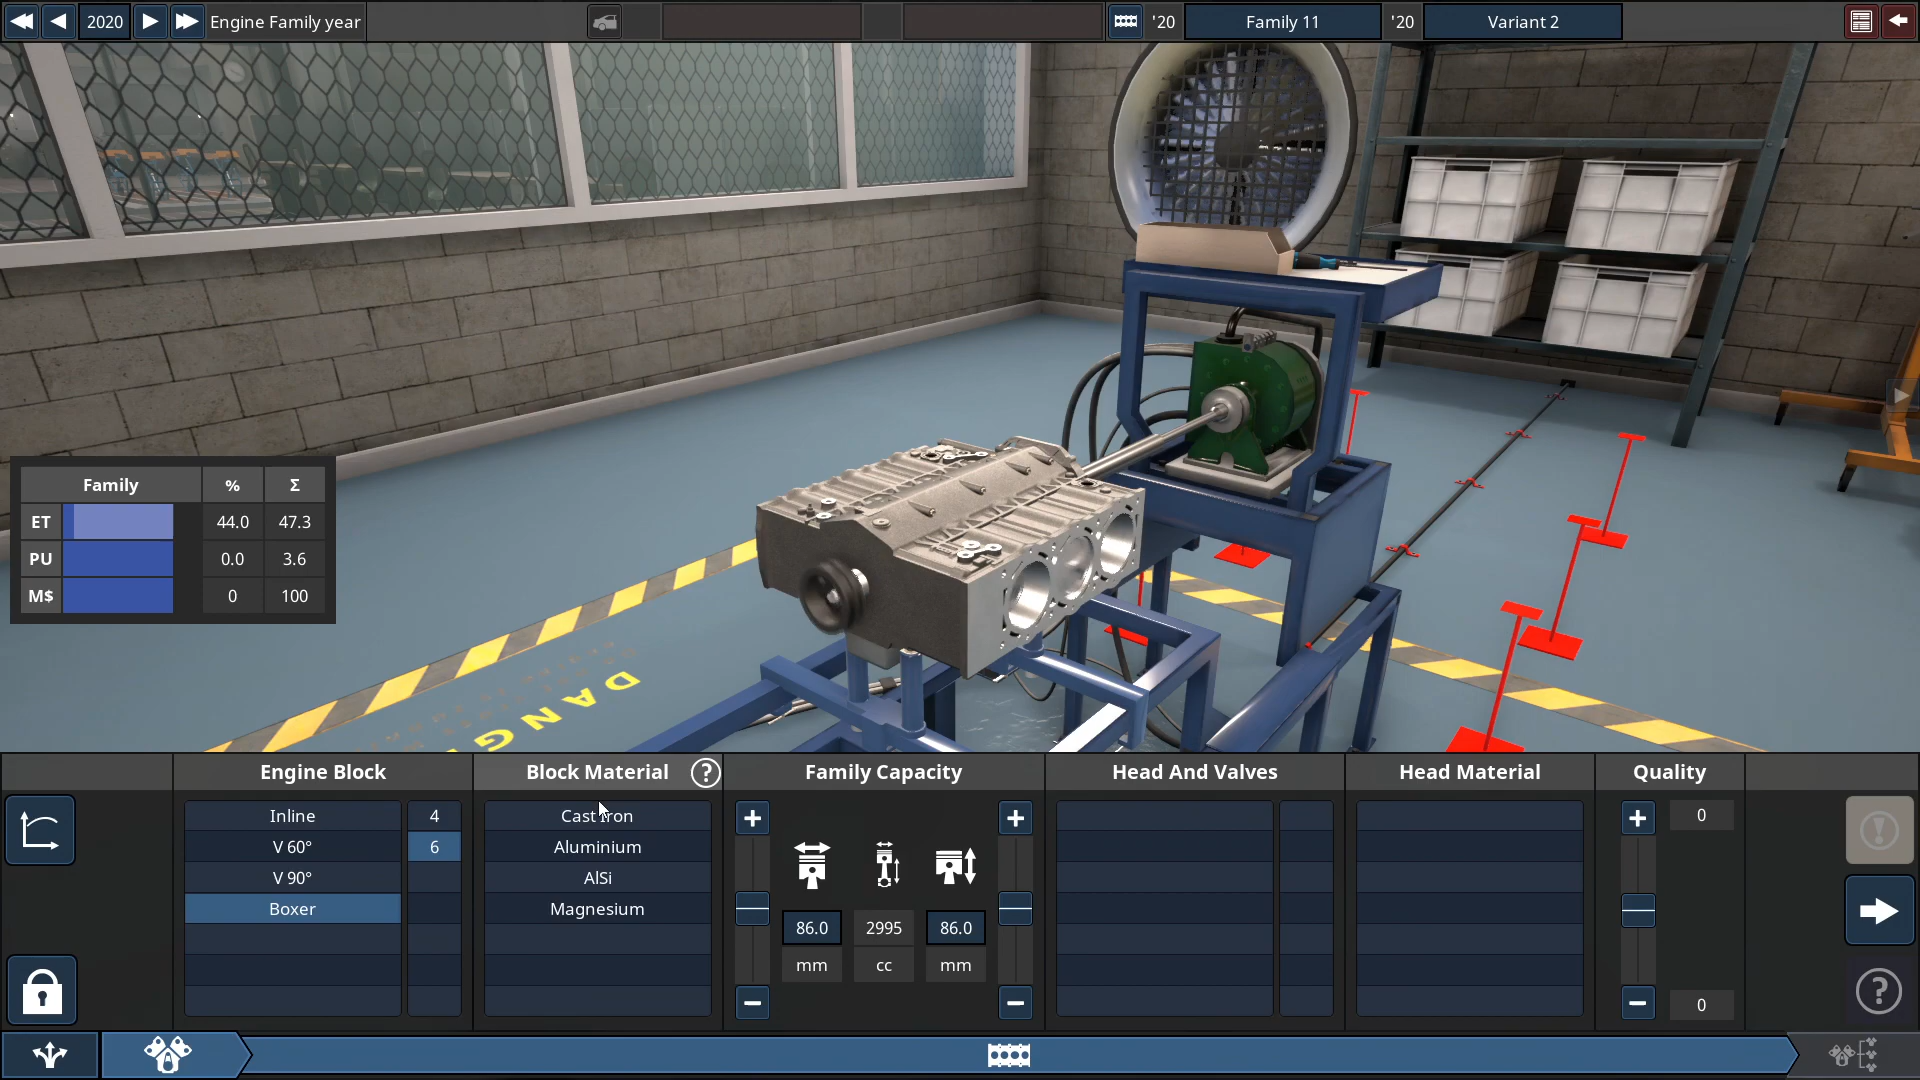 2020
Engine Family year
'20
Family 11
'20
Variant 2
Family
%
Σ
ET
44.0
47.3
PU
0.0
3.6
M$
0
100
DANG
Engine Block
Inline
4
V 60°
6
V 90°
Boxer
Block Material
?
Cast Iron
Aluminium
AlSi
Magnesium
Family Capacity
86.0
2995
86.0
mm
cc
mm
Head And Valves
Head Material
Quality
0
0
?